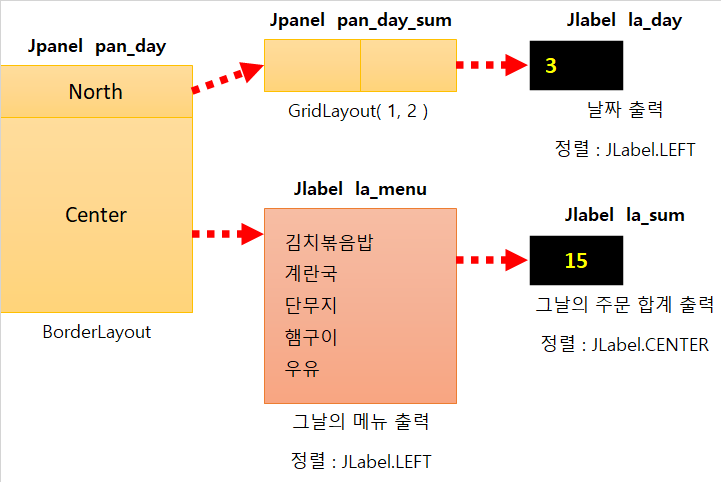 Jpanel pan_day
North
Center
BorderLayout
Jpanel pan_day_sum
GridLayout( 1, 2 )
Jlabel la_day
3
날짜 출력
정렬 : JLabel.LEFT
Jlabel la_menu
김치볶음밥
계란국
단무지
햄구이
우유
그날의 메뉴 출력
정렬 : JLabel.LEFT
Jlabel la_sum
15
그날의 주문 합계 출력
정렬 : JLabel.CENTER